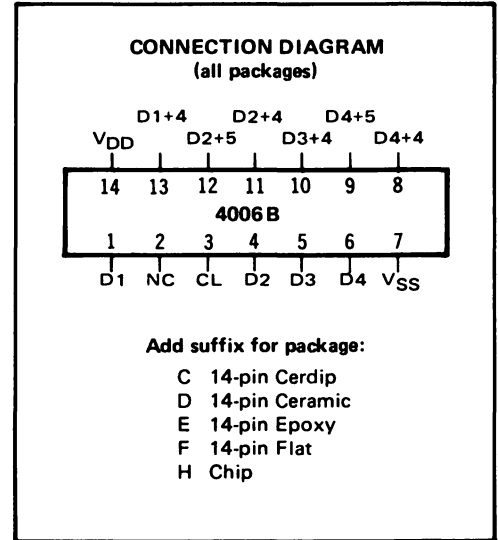 CONNECTION DIAGRAM
(all packages)
D1+4 D2+4 D4+5
VDD D2+5 D3+4 D4+4
14 13 12 11 10 9 8
4006B
1 2 3 4 5 6 7
D1 NC CL D2 D3 D4 VSS
Add suffix for package:
C 14-pin Cerdip
D 14-pin Ceramic
E 14-pin Epoxy
F 14-pin Flat
H Chip